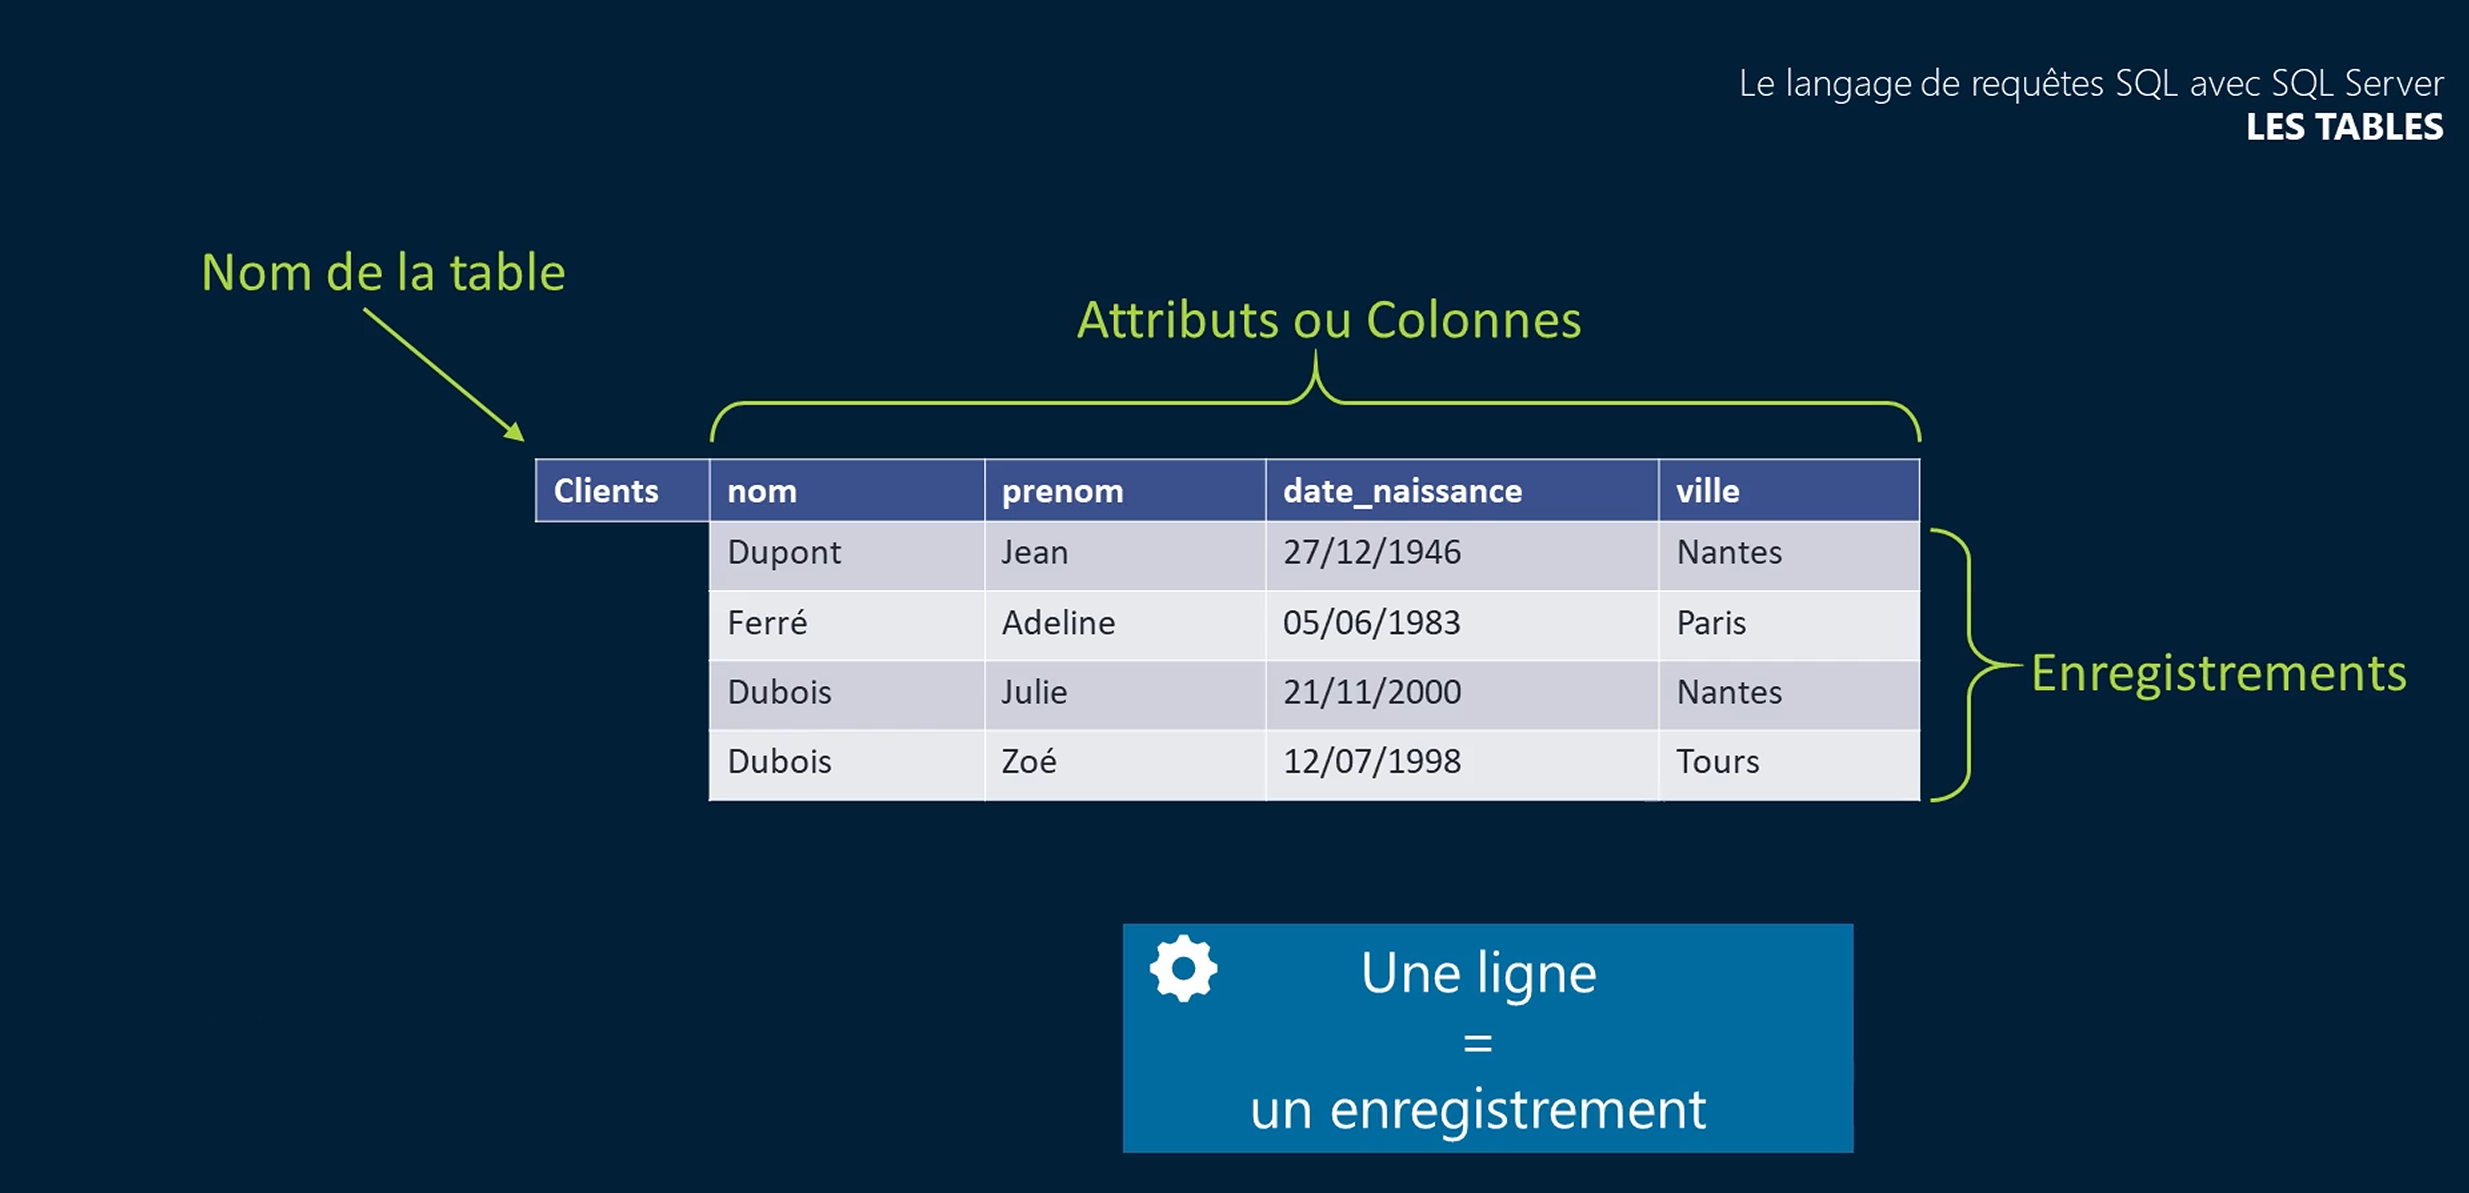 Le langage de requêtes SQL avec SQL Server
LES TABLES
Nom de la table
Attributs ou Colonnes
Clients nom prenom date_naissance ville
Dupont Jean 27/12/1946 Nantes
Ferré Adeline 05/06/1983 Paris
Dubois Julie 21/11/2000 Nantes
Dubois Zoé 12/07/1998 Tours
Enregistrements
Une ligne
=
un enregistrement